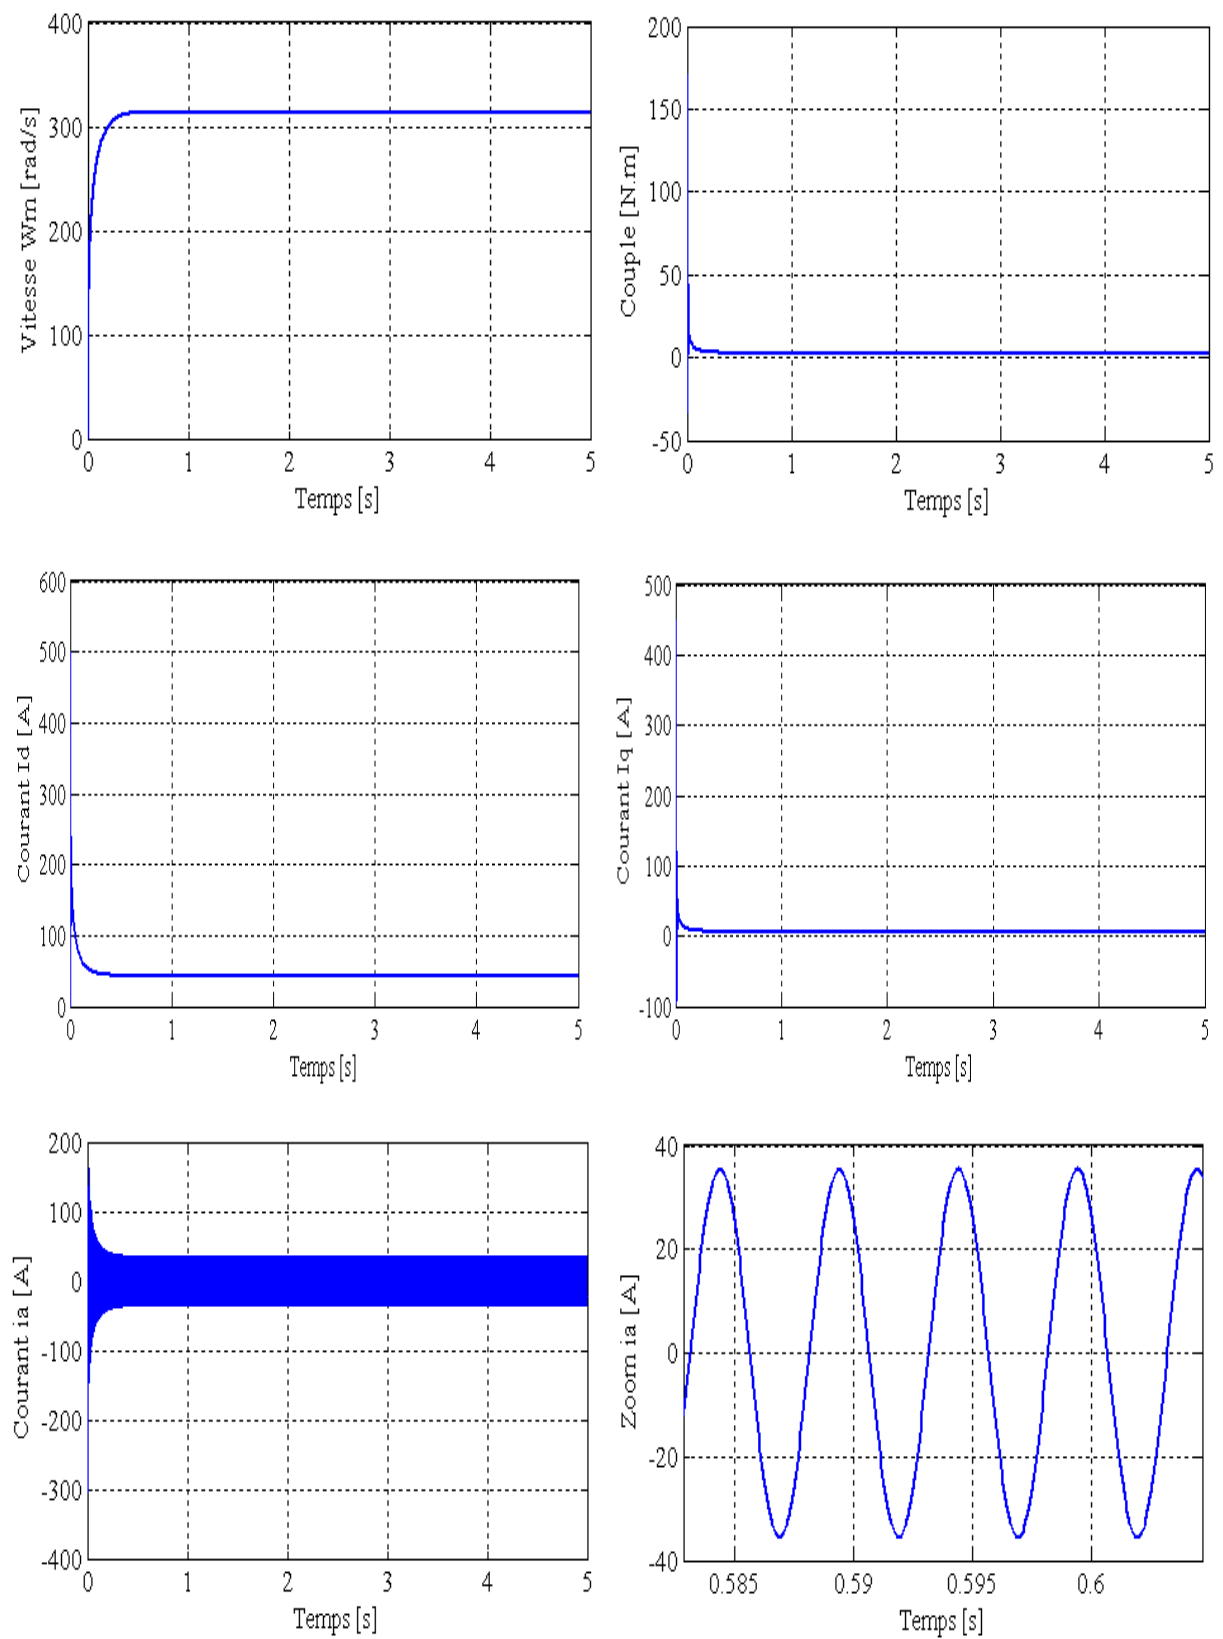 400
300
200
100
0
Vitesse Wm [rad/s]
0 1 2 3 4 5
Temps [s]
200
150
100
50
0
-50
Couple [N.m]
0 1 2 3 4 5
Temps [s]
600
500
400
300
200
100
0
Courant Id [A]
0 1 2 3 4 5
Temps [s]
500
400
300
200
100
0
-100
Courant Iq [A]
0 1 2 3 4 5
Temps [s]
200
100
0
-100
-200
-300
-400
Courant ia [A]
0 1 2 3 4 5
Temps [s]
40
20
0
-20
-40
Zoom ia [A]
0.585 0.59 0.595 0.6
Temps [s]